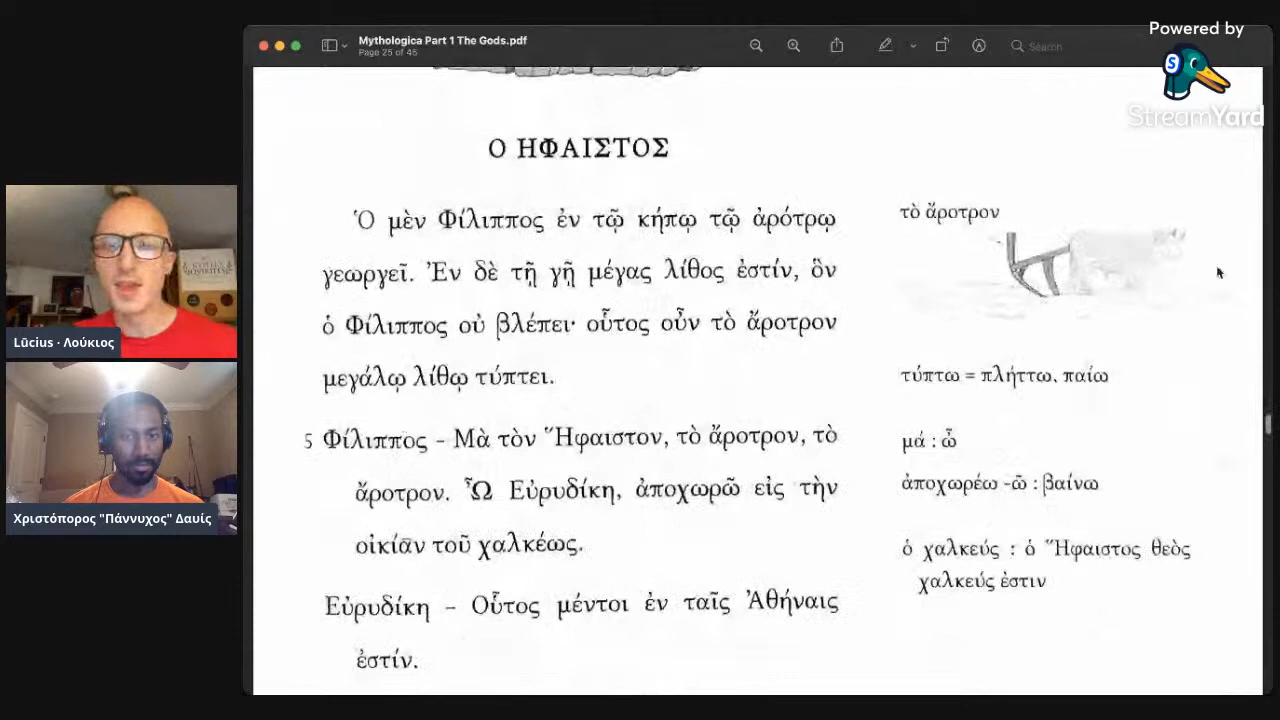 Powered by
StreamYard
Mythologica Part 1 The Gods.pdf
Page 25 of 45
Search
Ο ΗΦΑΙΣΤΟΣ
Ὁ μὲν Φίλιππος ἐν τῷ κήπῳ τῷ ἀρότρῳ
γεωργεῖ. Ἐν δὲ τῇ γῇ μέγας λίθος ἐστίν, ὃν
ὁ Φίλιππος οὐ βλέπει· οὗτος οὖν τὸ ἄροτρον
μεγάλῳ λίθῳ τύπτει.
5 Φίλιππος – Μὰ τὸν Ἥφαιστον, τὸ ἄροτρον, τὸ
ἄροτρον. Ὦ Εὐρυδίκη, ἀποχωρῶ εἰς τὴν
οἰκίᾱν τοῦ χαλκέως.
Εὐρυδίκη – Οὗτος μέντοι ἐν ταῖς Ἀθήναις
ἐστίν.
τὸ ἄροτρον
τύπτω = πλήττω, παίω
μά : ὦ
ἀποχωρέω -ῶ : βαίνω
ὁ χαλκεύς : ὁ Ἥφαιστος θεὸς
χαλκεύς ἐστιν
Lūcius · Λούκιος
Χριστόπορος "Πάννυχος" Δαυίς